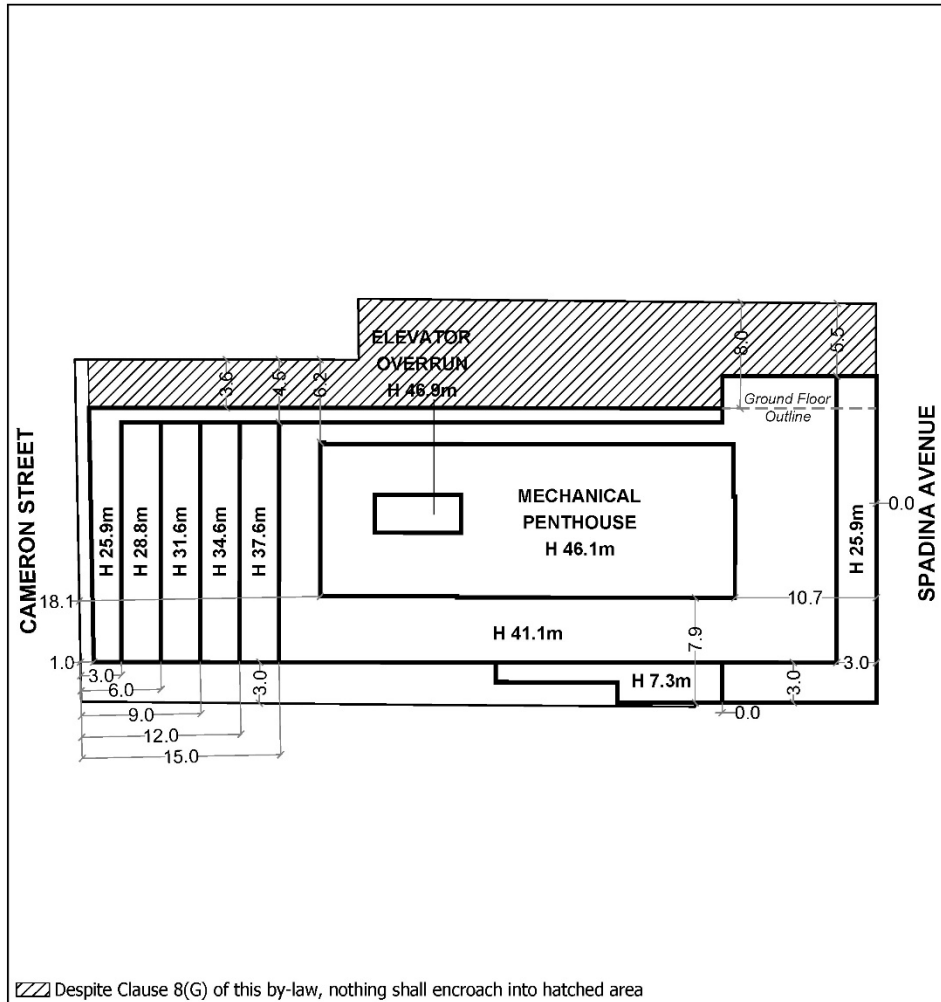 ELEVATOR
OVERRUN
H 46.9m
8.0
5.5
3.6
4.5
6.2
Ground Floor
Outline
CAMERON STREET
H 25.9m
H 28.8m
H 31.6m
H 34.6m
H 37.6m
MECHANICAL
PENTHOUSE
H 46.1m
H 25.9m
0.0
SPADINA AVENUE
18.1
10.7
H 41.1m
7.9
1.0
3.0
3.0
H 7.3m
3.0
3.0
6.0
9.0
0.0
12.0
15.0
Despite Clause 8(G) of this by-law, nothing shall encroach into hatched area